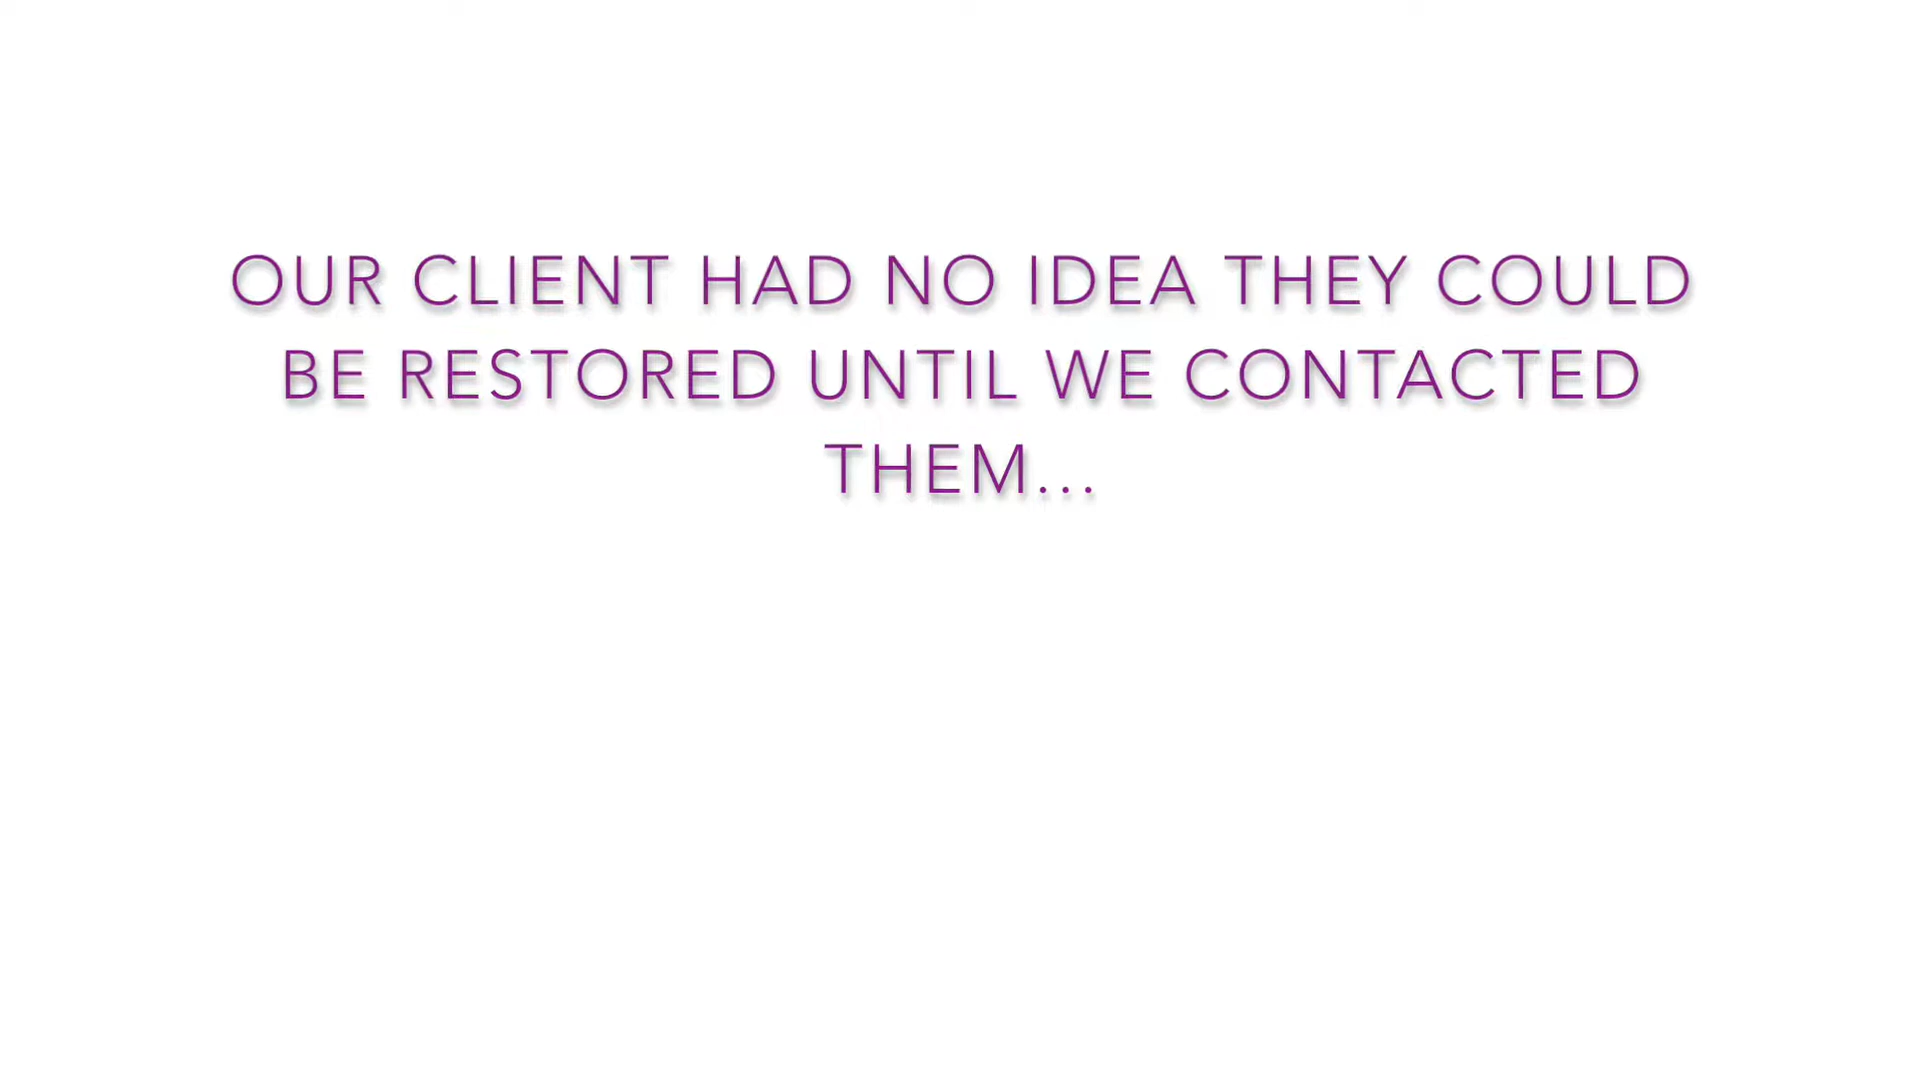 OUR CLIENT HAD NO IDEA THEY COULD
BE RESTORED UNTIL WE CONTACTED
THEM...